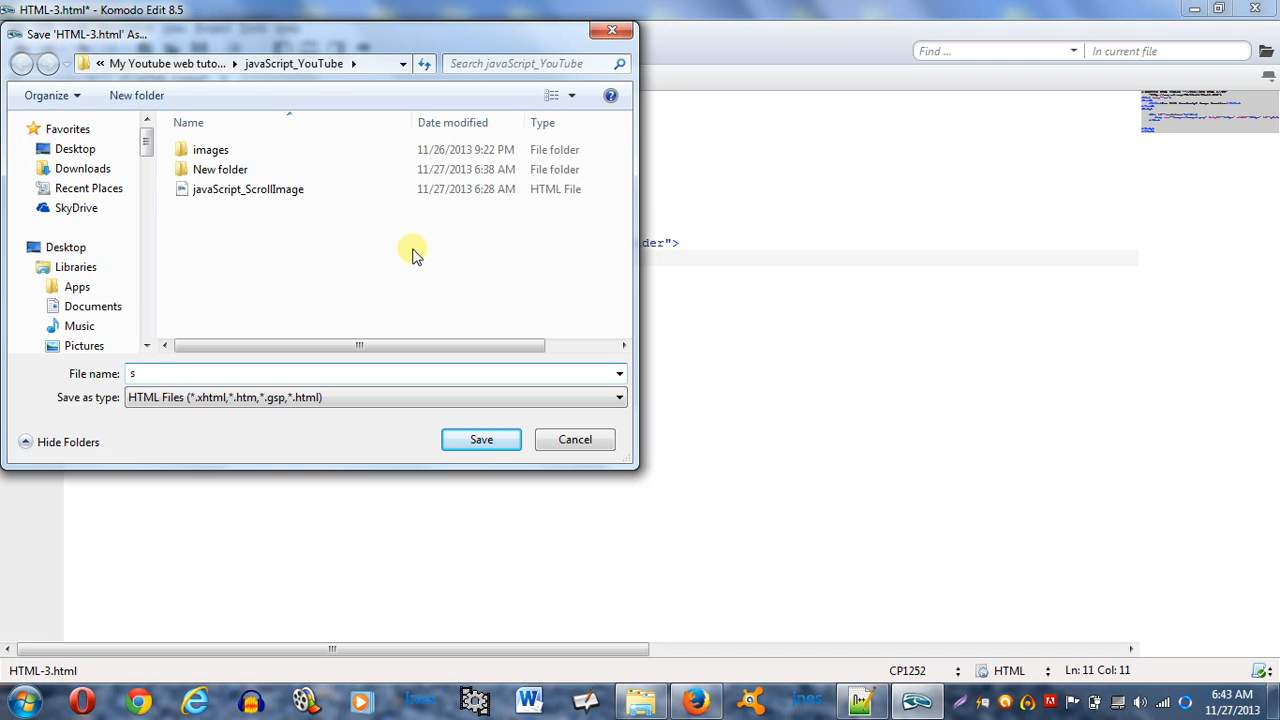 HTML-3.html* - Komodo Edit 8.5
Save 'HTML-3.html' As...
« My Youtube web tuto... ▸ javaScript_YouTube ▸
Search javaScript_YouTube
Find ...
In current file
Organize
New folder
Name
Date modified
Type
Favorites
Desktop
Downloads
Recent Places
SkyDrive
Desktop
Libraries
Apps
Documents
Music
Pictures
images 11/26/2013 9:22 PM File folder
New folder 11/27/2013 6:38 AM File folder
javaScript_ScrollImage 11/27/2013 6:28 AM HTML File
der">
File name: s
Save as type: HTML Files (*.xhtml,*.htm,*.gsp,*.html)
Hide Folders
Save
Cancel
HTML-3.html
CP1252
HTML
Ln: 11 Col: 11
6:43 AM
11/27/2013